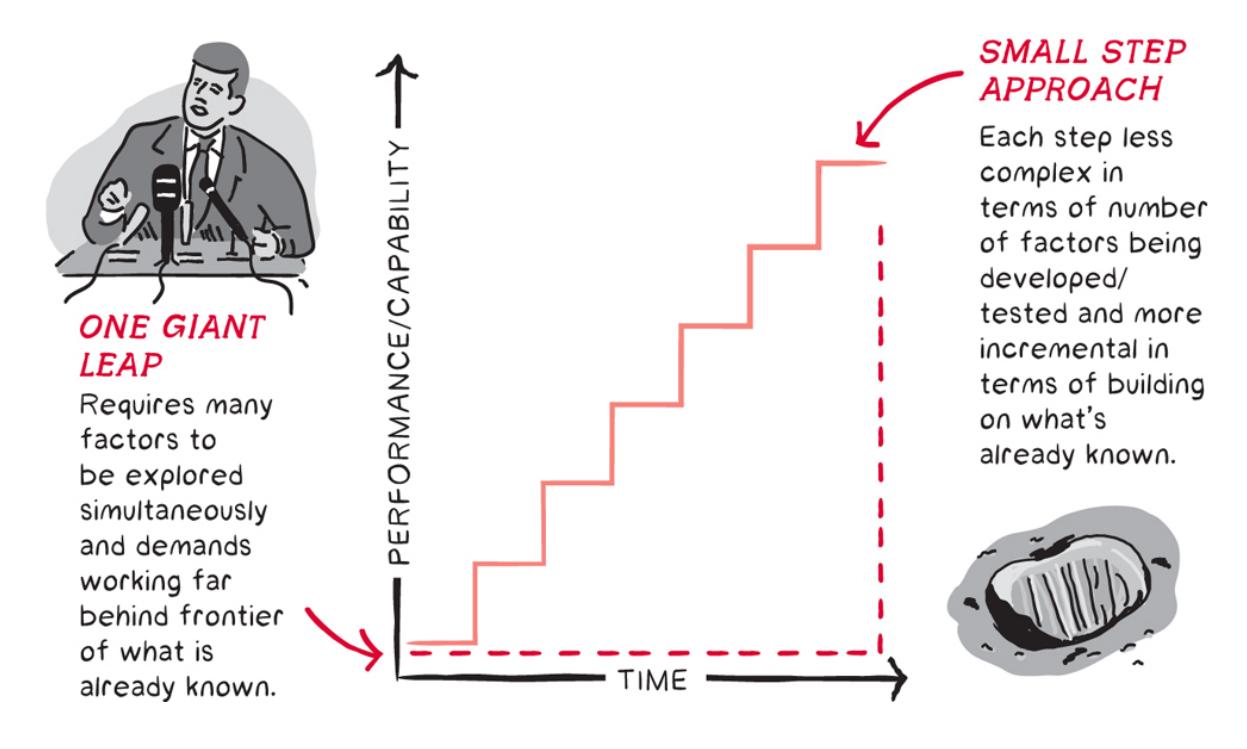 ONE GIANT
LEAP
Requires many
factors to
be explored
simultaneously
and demands
working far
behind frontier
of what is
already known.
PERFORMANCE/CAPABILITY
TIME
SMALL STEP
APPROACH
Each step less
complex in
terms of number
of factors being
developed/
tested and more
incremental in
terms of building
on what's
already known.